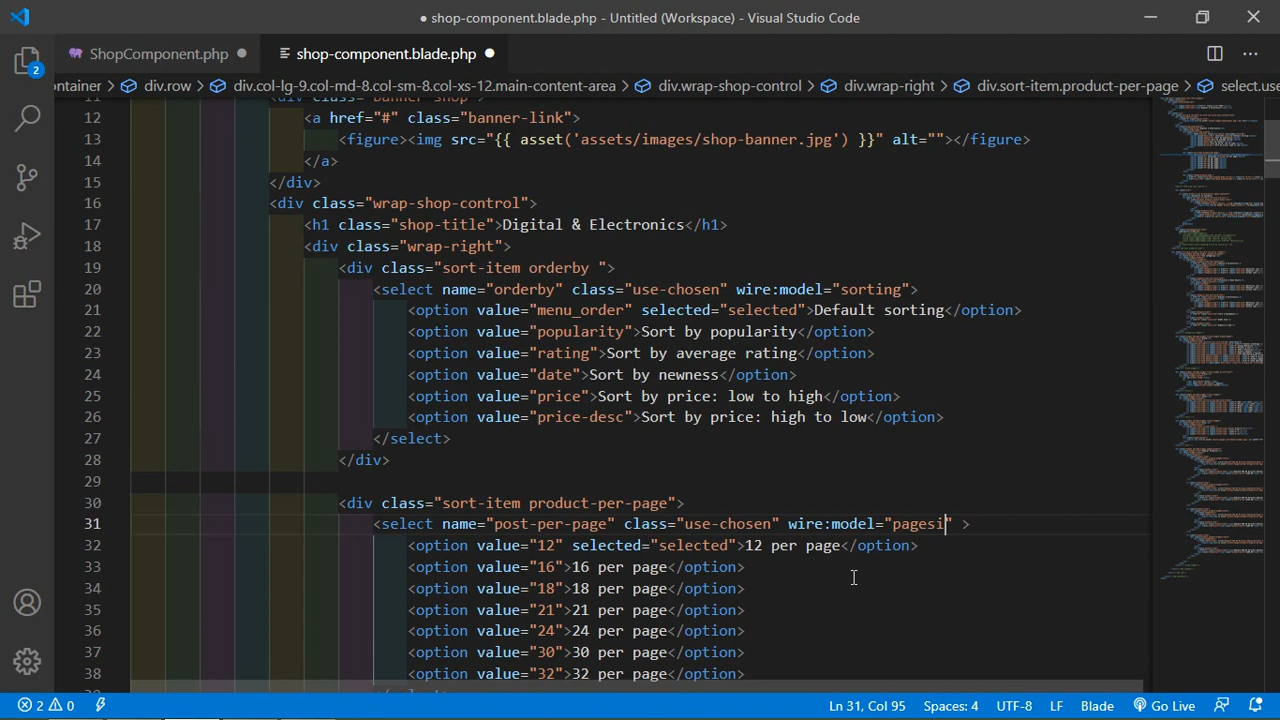 ● shop-component.blade.php - Untitled (Workspace) - Visual Studio Code
ShopComponent.php ● shop-component.blade.php ●
ontainer > div.row > div.col-lg-9.col-md-8.col-sm-8.col-xs-12.main-content-area > div.wrap-shop-control > div.wrap-right > div.sort-item.product-per-page > select.use
2
11 <div class="banner-shop">
12 <a href="#" class="banner-link">
13 <figure><img src="{{ asset('assets/images/shop-banner.jpg') }}" alt=""></figure>
14 </a>
15 </div>
16 <div class="wrap-shop-control">
17 <h1 class="shop-title">Digital & Electronics</h1>
18 <div class="wrap-right">
19 <div class="sort-item orderby ">
20 <select name="orderby" class="use-chosen" wire:model="sorting">
21 <option value="menu_order" selected="selected">Default sorting</option>
22 <option value="popularity">Sort by popularity</option>
23 <option value="rating">Sort by average rating</option>
24 <option value="date">Sort by newness</option>
25 <option value="price">Sort by price: low to high</option>
26 <option value="price-desc">Sort by price: high to low</option>
27 </select>
28 </div>
29
30 <div class="sort-item product-per-page">
31 <select name="post-per-page" class="use-chosen" wire:model="pagesi" >
32 <option value="12" selected="selected">12 per page</option>
33 <option value="16">16 per page</option>
34 <option value="18">18 per page</option>
35 <option value="21">21 per page</option>
36 <option value="24">24 per page</option>
37 <option value="30">30 per page</option>
38 <option value="32">32 per page</option>
2 0 Ln 31, Col 95 Spaces: 4 UTF-8 LF Blade Go Live